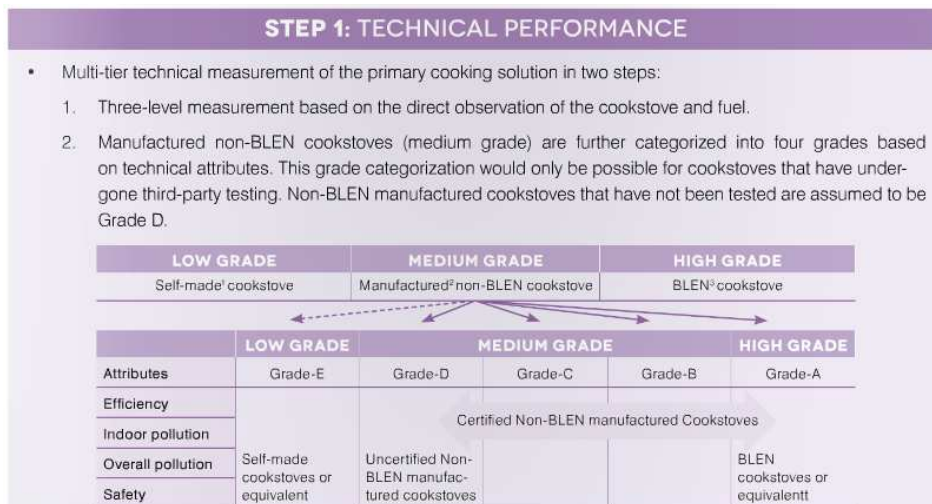 STEP 1: TECHNICAL PERFORMANCE
• Multi-tier technical measurement of the primary cooking solution in two steps:
1. Three-level measurement based on the direct observation of the cookstove and fuel.
2. Manufactured non-BLEN cookstoves (medium grade) are further categorized into four grades based
on technical attributes. This grade categorization would only be possible for cookstoves that have under-
gone third-party testing. Non-BLEN manufactured cookstoves that have not been tested are assumed to be
Grade D.
LOW GRADE MEDIUM GRADE HIGH GRADE
Self-made¹ cookstove Manufactured² non-BLEN cookstove BLEN³ cookstove
LOW GRADE MEDIUM GRADE HIGH GRADE
Attributes Grade-E Grade-D Grade-C Grade-B Grade-A
Efficiency
Certified Non-BLEN manufactured Cookstoves
Indoor pollution
Overall pollution
Safety
Self-made
cookstoves or
equivalent
Uncertified Non-
BLEN manufac-
tured cookstoves
BLEN
cookstoves or
equivalentt